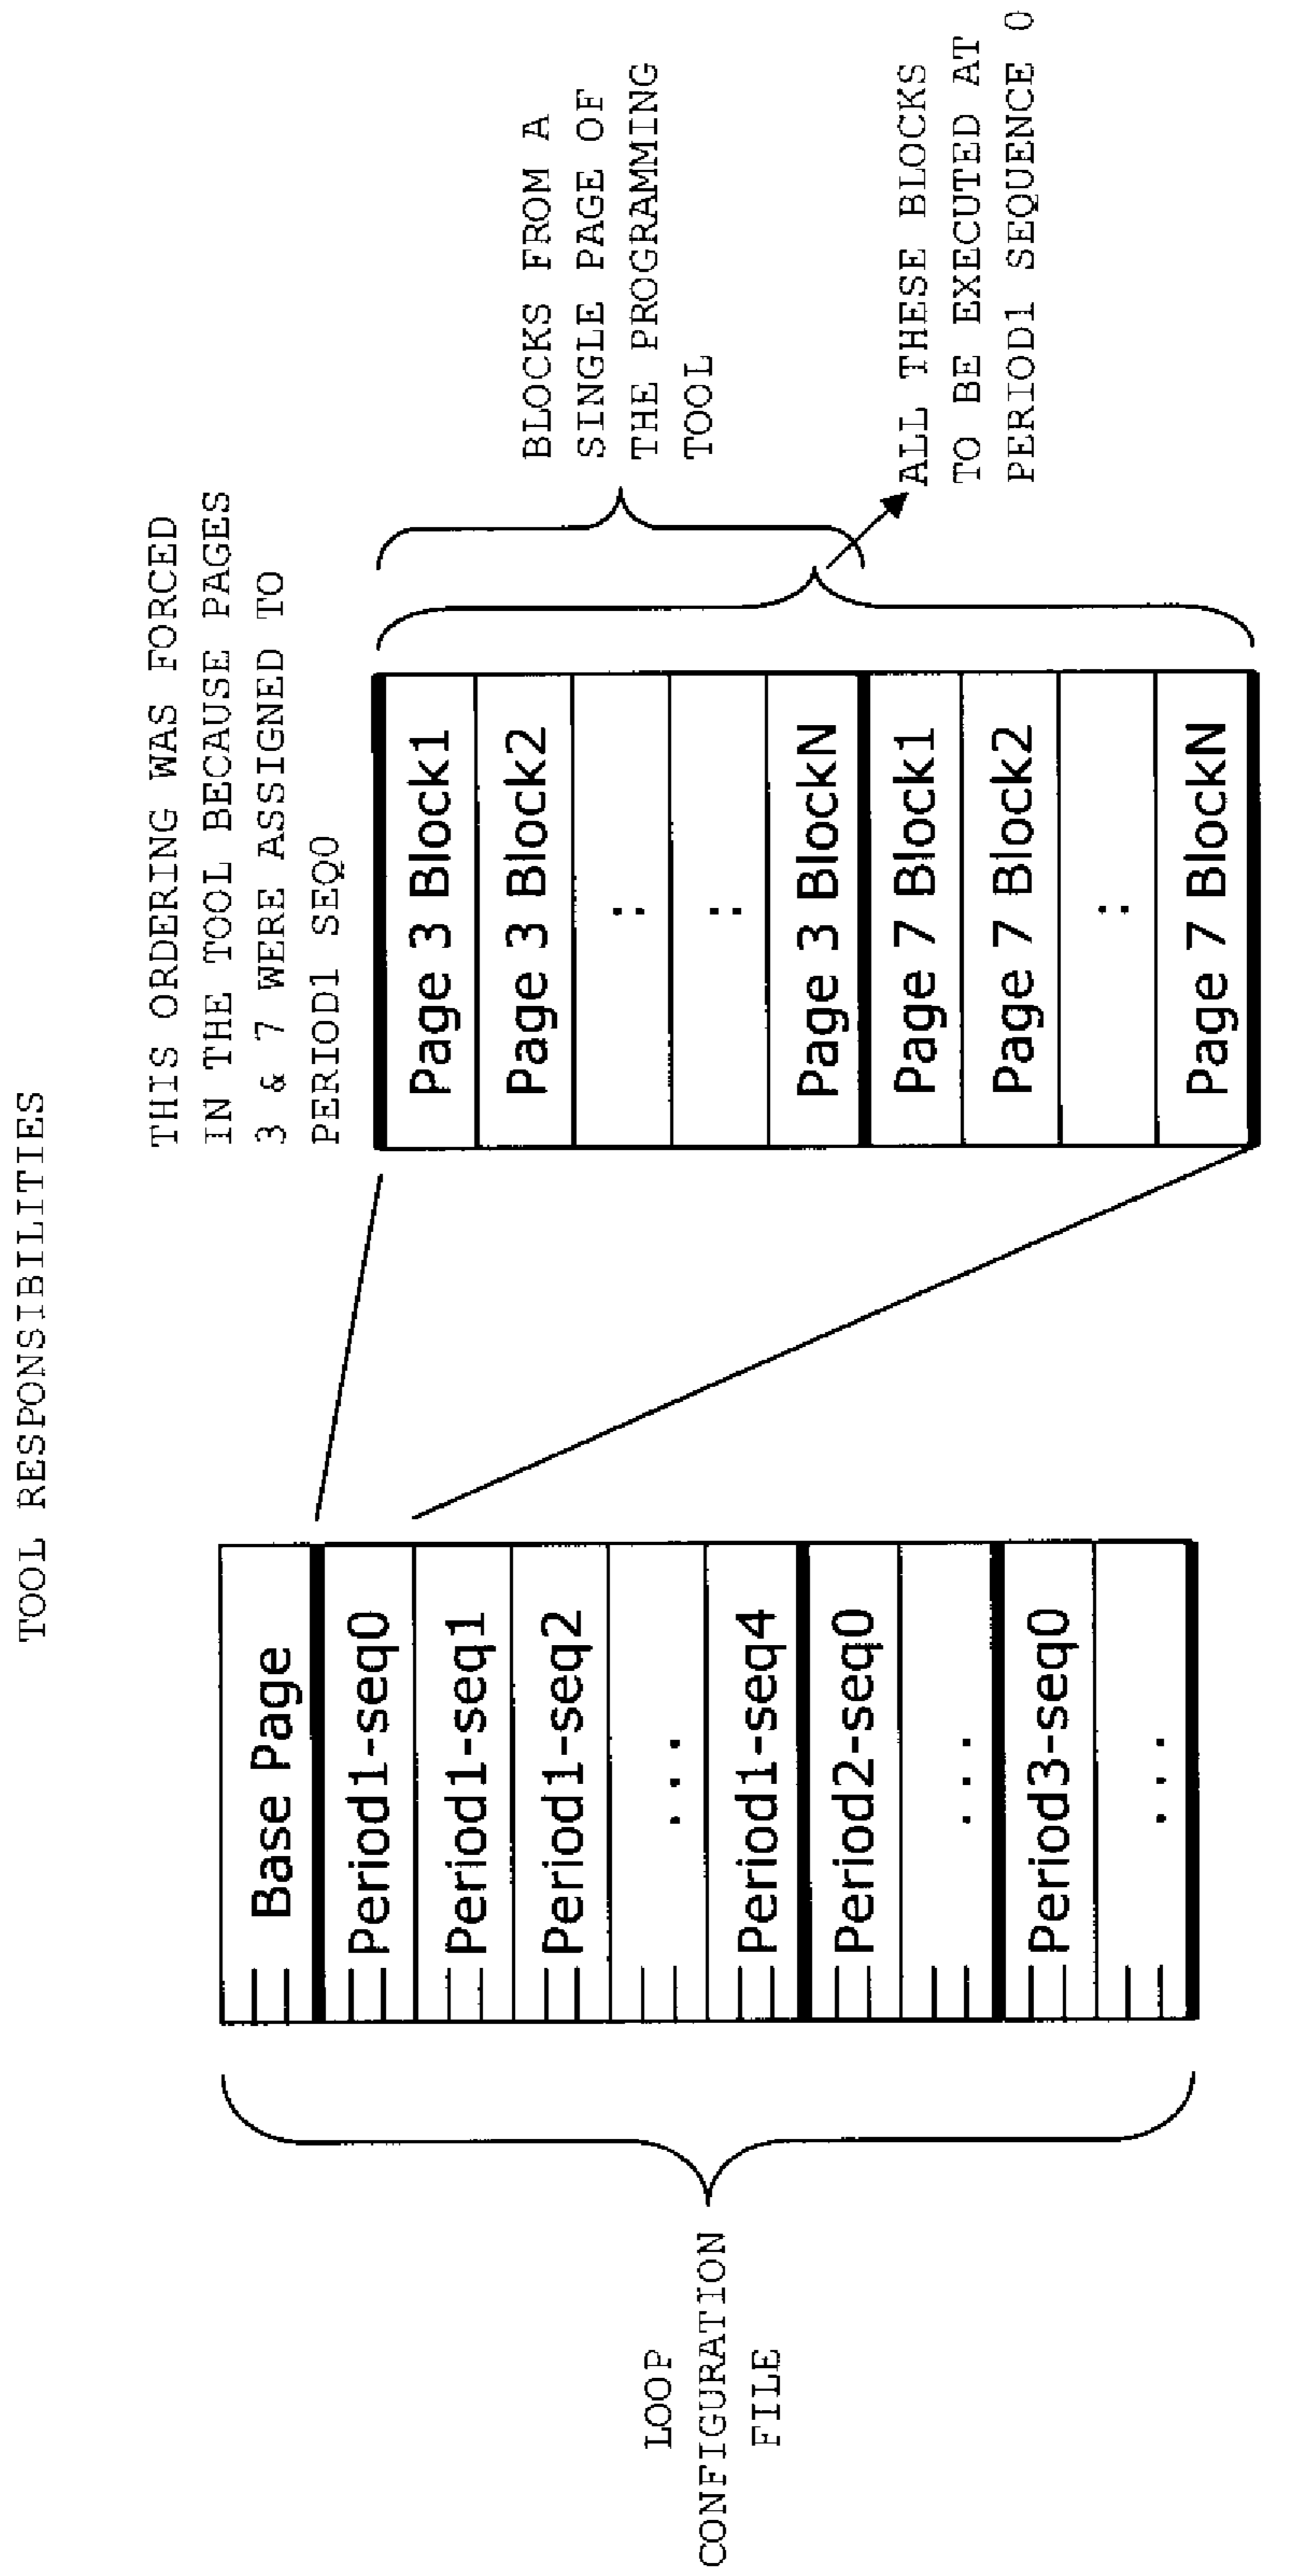 TOOL RESPONSIBILITIES
LOOP
CONFIGURATION
FILE
Base Page
Period1-seq0
Period1-seq1
Period1-seq2
...
Period1-seq4
Period2-seq0
...
Period3-seq0
...
THIS ORDERING WAS FORCED
IN THE TOOL BECAUSE PAGES
3 & 7 WERE ASSIGNED TO
PERIOD1 SEQ0
Page 3 Block1
Page 3 Block2
:
:
Page 3 BlockN
Page 7 Block1
Page 7 Block2
:
Page 7 BlockN
BLOCKS FROM A
SINGLE PAGE OF
THE PROGRAMMING
TOOL
ALL THESE BLOCKS
TO BE EXECUTED AT
PERIOD1 SEQUENCE 0